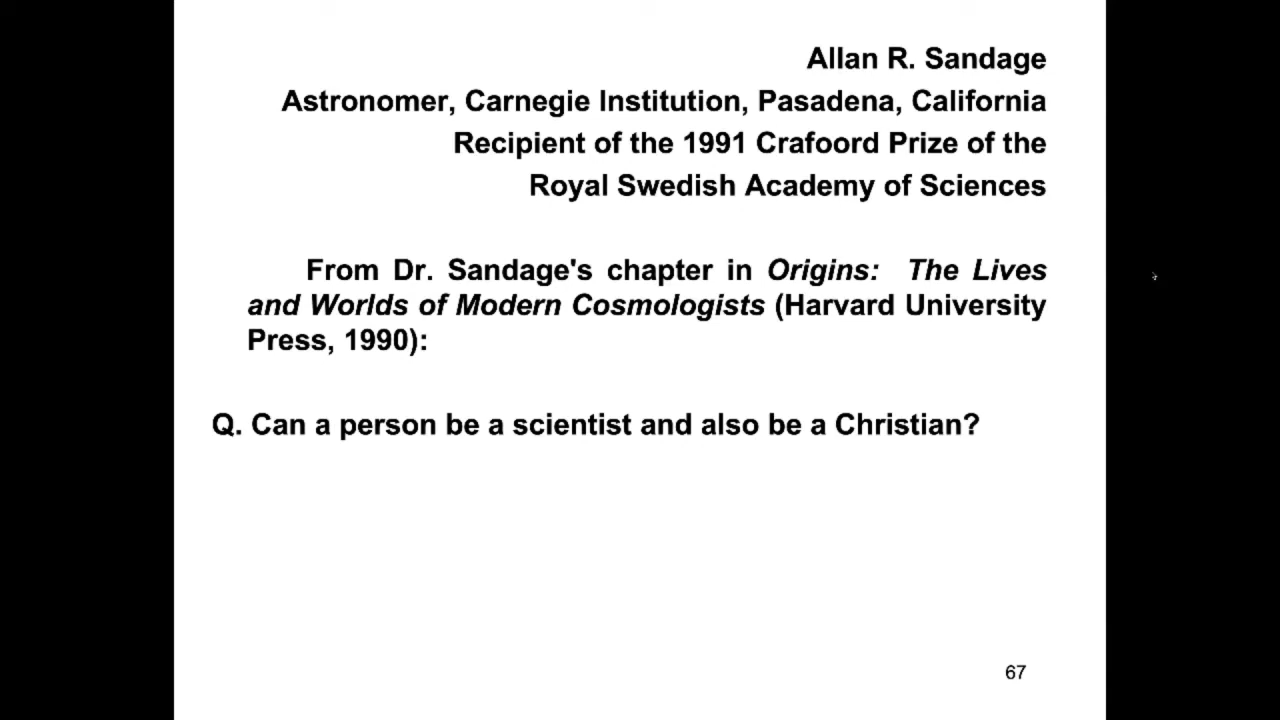 Allan R. Sandage
Astronomer, Carnegie Institution, Pasadena, California
Recipient of the 1991 Crafoord Prize of the
Royal Swedish Academy of Sciences
From Dr. Sandage's chapter in Origins: The Lives
and Worlds of Modern Cosmologists (Harvard University
Press, 1990):
Q. Can a person be a scientist and also be a Christian?
67